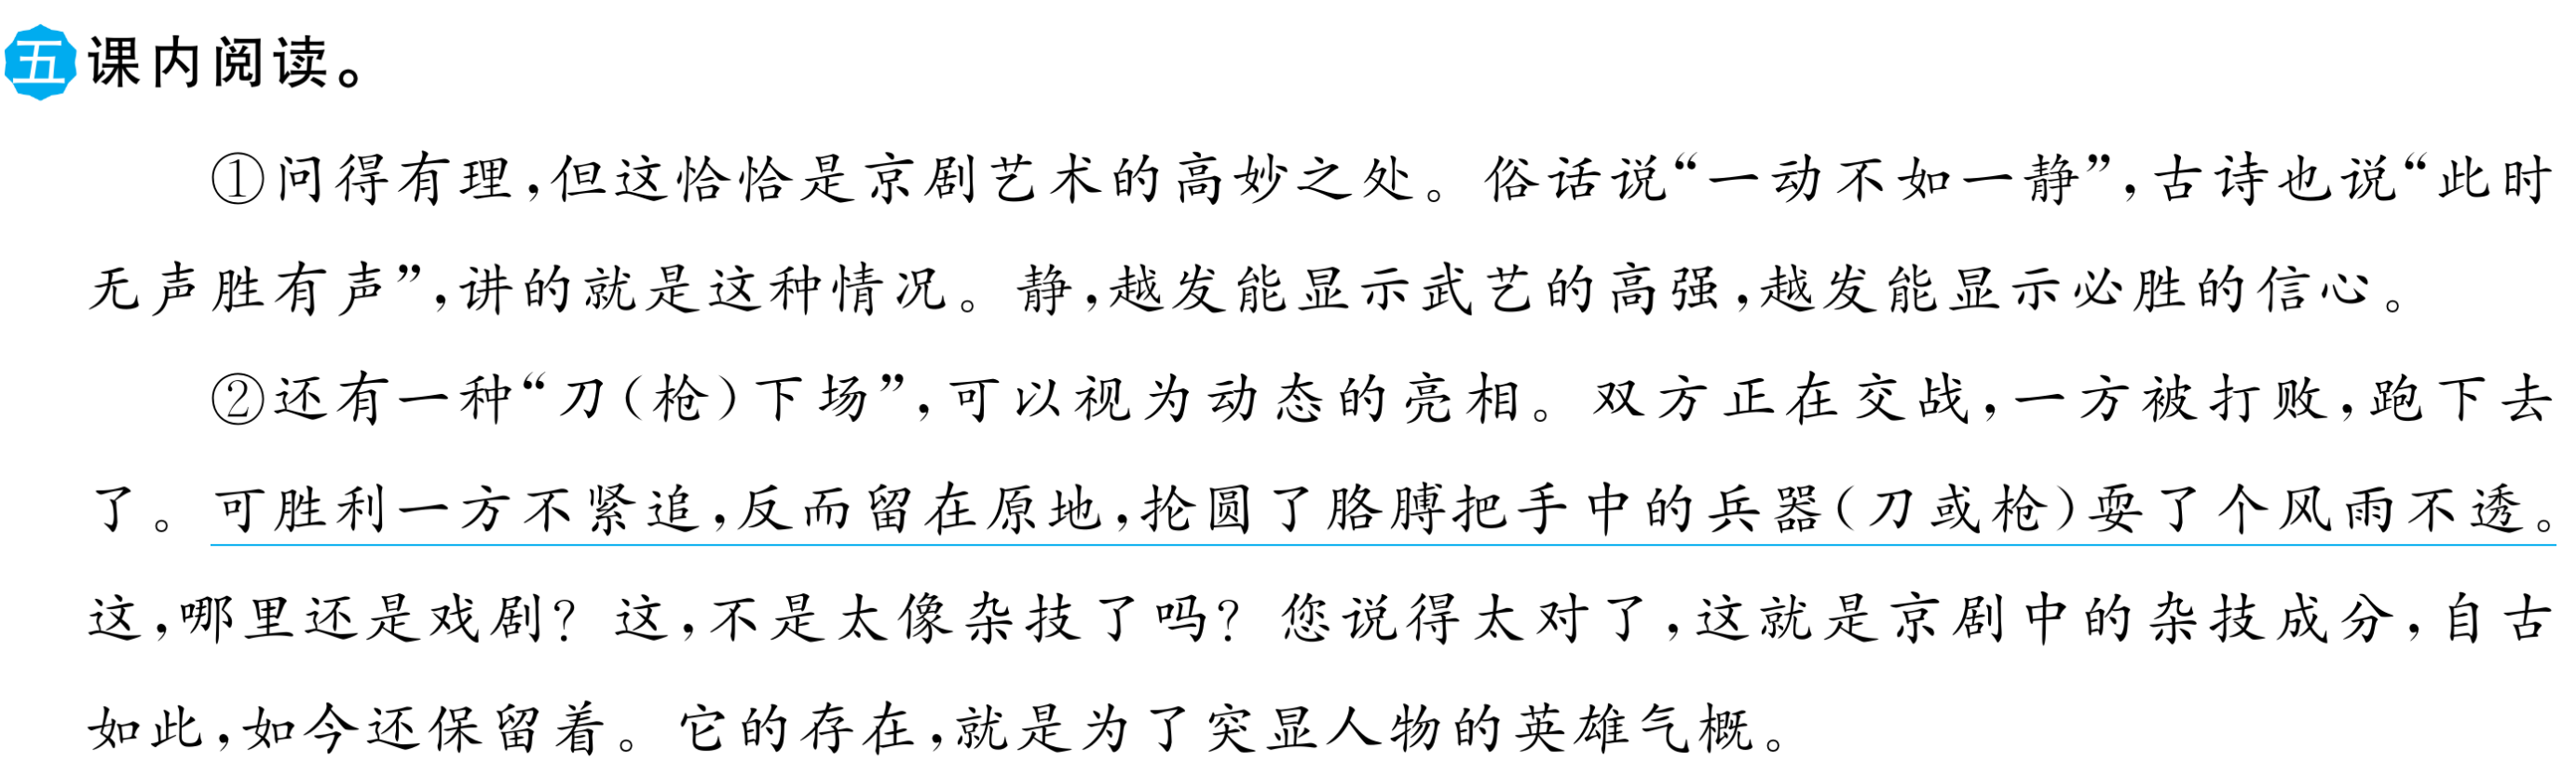 五 课内阅读。
①问得有理,但这恰恰是京剧艺术的高妙之处。俗话说“一动不如一静”,古诗也说“此时
无声胜有声”,讲的就是这种情况。静,越发能显示武艺的高强,越发能显示必胜的信心。
②还有一种“刀(枪)下场”,可以视为动态的亮相。双方正在交战,一方被打败,跑下去
了。可胜利一方不紧追,反而留在原地,抡圆了胳膊把手中的兵器(刀或枪)耍了个风雨不透。
这,哪里还是戏剧?这,不是太像杂技了吗?您说得太对了,这就是京剧中的杂技成分,自古
如此,如今还保留着。它的存在,就是为了突显人物的英雄气概。